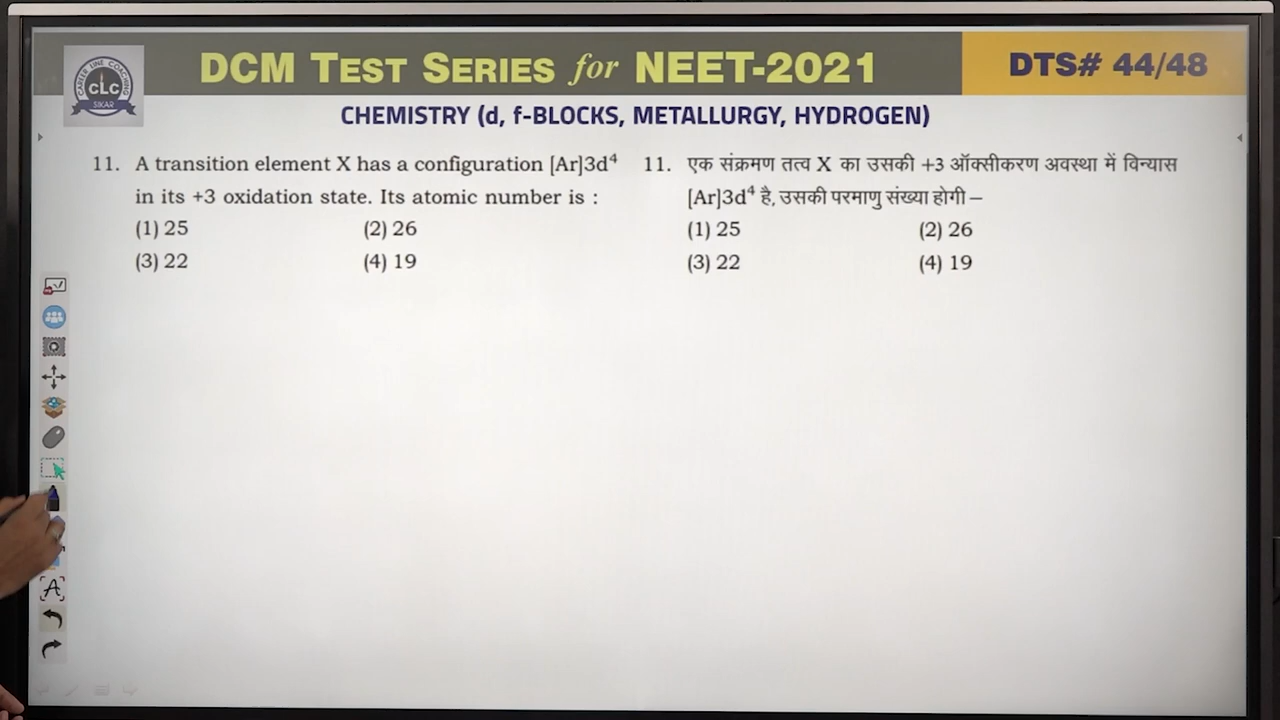 CAREER LINE COACHING
CLC
SIKAR
DCM TEST SERIES for NEET-2021
DTS# 44/48
CHEMISTRY (d, f-BLOCKS, METALLURGY, HYDROGEN)
11. A transition element X has a configuration [Ar]3d⁴
in its +3 oxidation state. Its atomic number is :
(1) 25 (2) 26
(3) 22 (4) 19
11. एक संक्रमण तत्व X का उसकी +3 ऑक्सीकरण अवस्था में विन्यास
[Ar]3d⁴ है, उसकी परमाणु संख्या होगी –
(1) 25 (2) 26
(3) 22 (4) 19
A